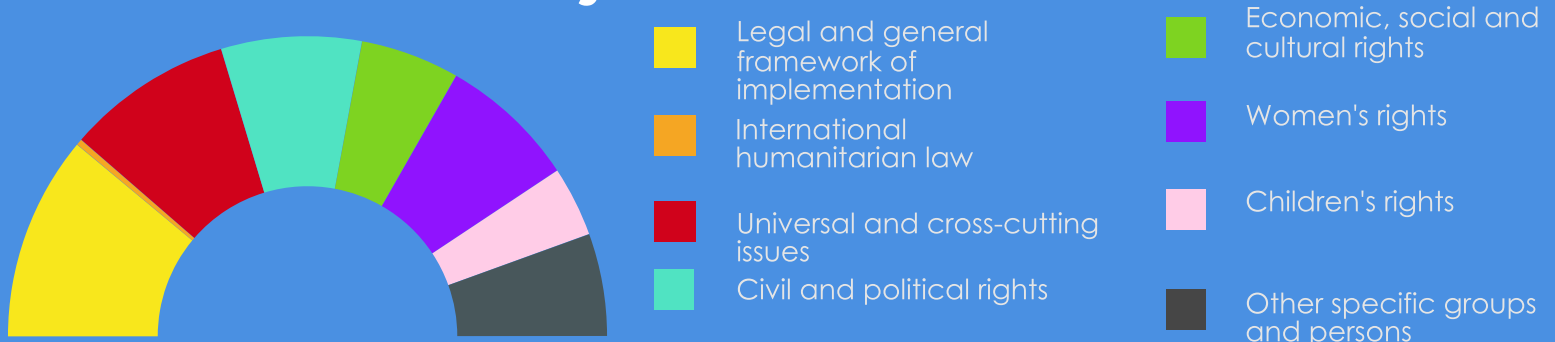 Legal and general
framework of
implementation
International
humanitarian law
Universal and cross-cutting
issues
Civil and political rights
Economic, social and
cultural rights
Women's rights
Children's rights
Other specific groups
and persons